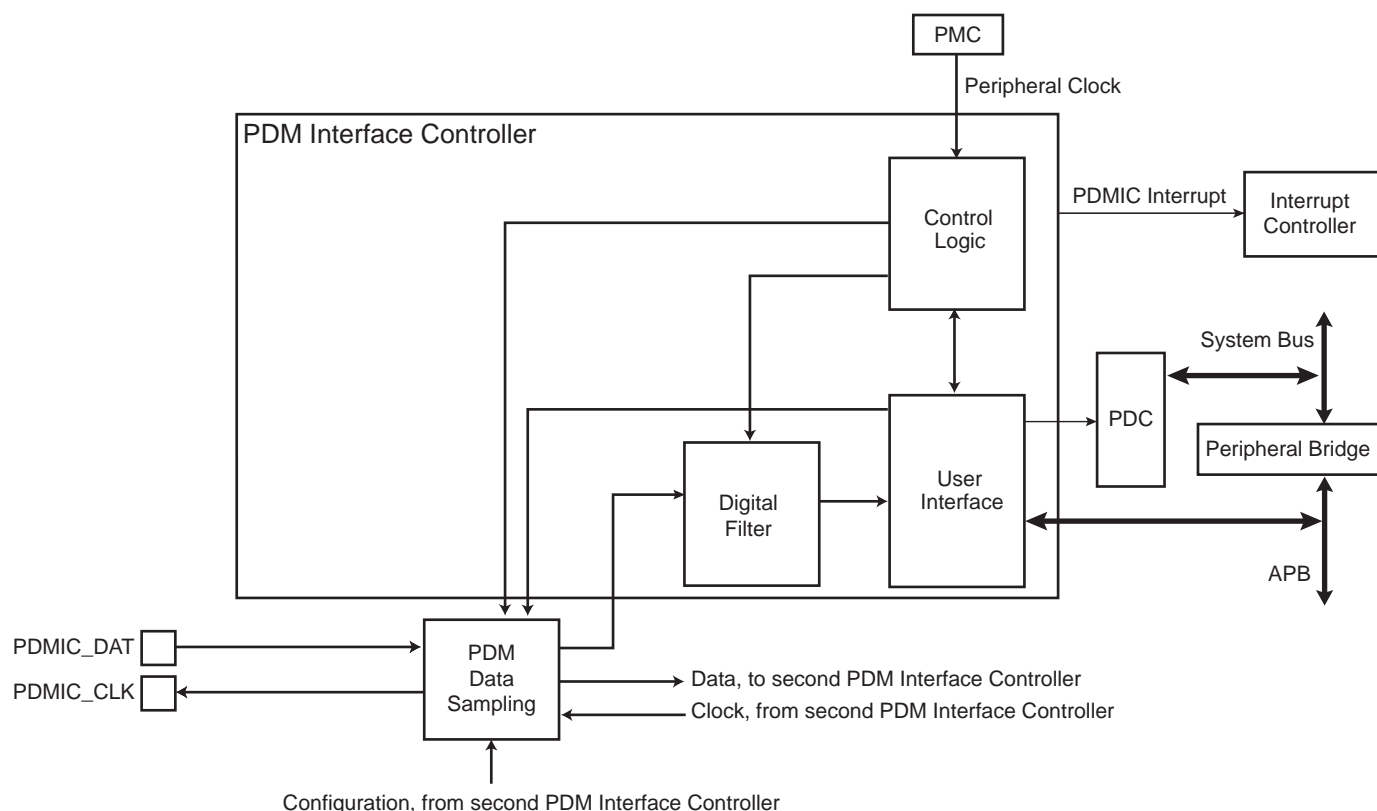 PMC
Peripheral Clock
PDM Interface Controller
Control
Logic
PDMIC Interrupt
Interrupt
Controller
System Bus
PDC
Peripheral Bridge
User
Interface
Digital
Filter
APB
PDMIC_DAT
PDMIC_CLK
PDM
Data
Sampling
Data, to second PDM Interface Controller
Clock, from second PDM Interface Controller
Configuration, from second PDM Interface Controller